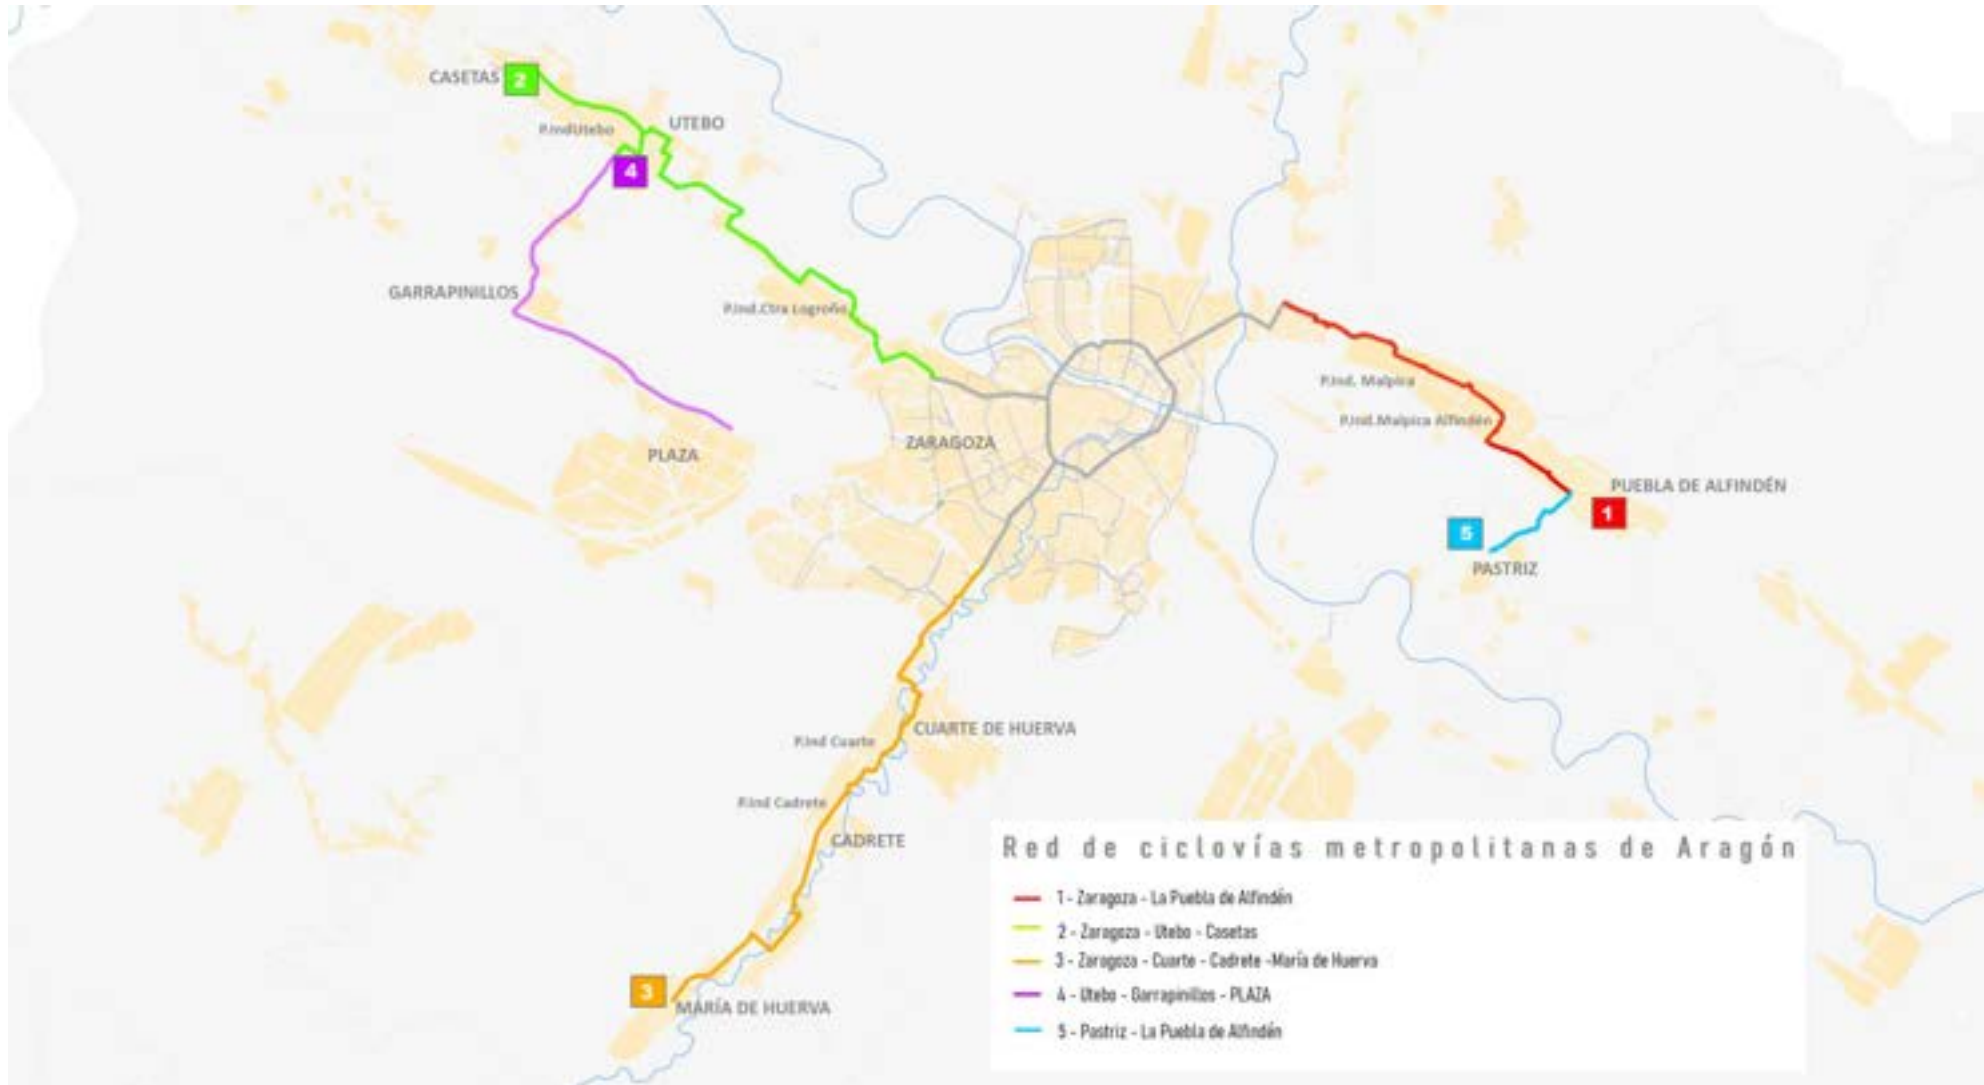 CASETAS 2
P.IndUtebo
UTEBO
4
GARRAPINILLOS
P.Ind.Ctra Logroño
P.Ind. Malpica
P.Ind.Malpica Alfindén
ZARAGOZA
PLAZA
PUEBLA DE ALFINDÉN
1
5
PASTRIZ
CUARTE DE HUERVA
P.Ind Cuarte
P.Ind Cadrete
CADRETE
3
MARÍA DE HUERVA
Red de ciclovías metropolitanas de Aragón
1 - Zaragoza - La Puebla de Alfindén
2 - Zaragoza - Utebo - Casetas
3 - Zaragoza - Cuarte - Cadrete -María de Huerva
4 - Utebo - Garrapinillos - PLAZA
5 - Pastriz - La Puebla de Alfindén